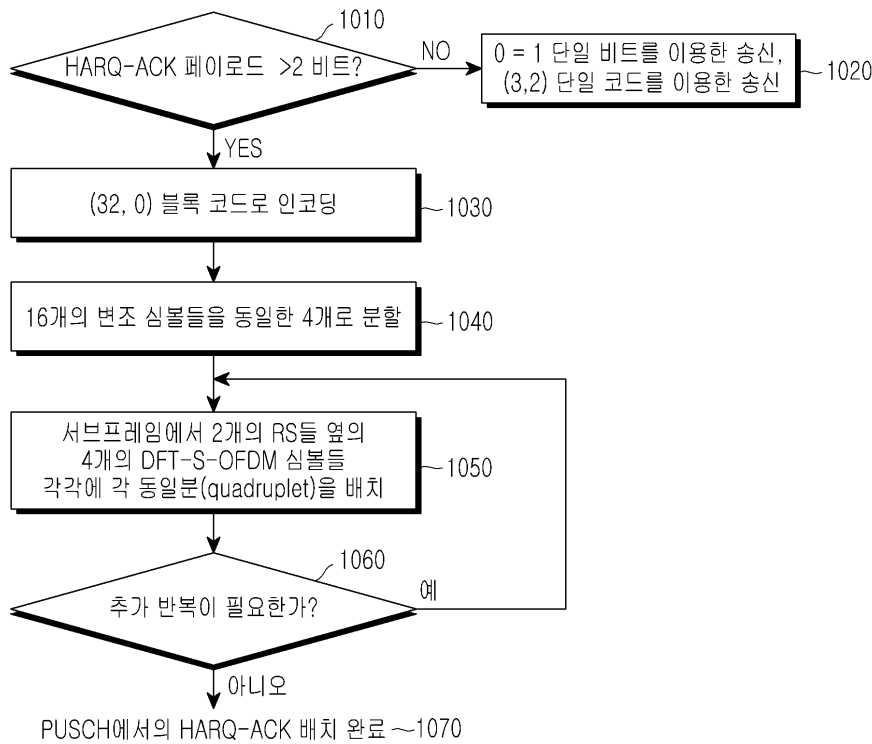 1010
HARQ-ACK 페이로드 >2 비트?
NO
0 = 1 단일 비트를 이용한 송신,
(3,2) 단일 코드를 이용한 송신
1020
YES
(32, 0) 블록 코드로 인코딩
1030
16개의 변조 심볼들을 동일한 4개로 분할
1040
서브프레임에서 2개의 RS들 옆의
4개의 DFT-S-OFDM 심볼들
각각에 각 동일분(quadruplet)을 배치
1050
1060
추가 반복이 필요한가?
예
아니오
PUSCH에서의 HARQ-ACK 배치 완료
1070